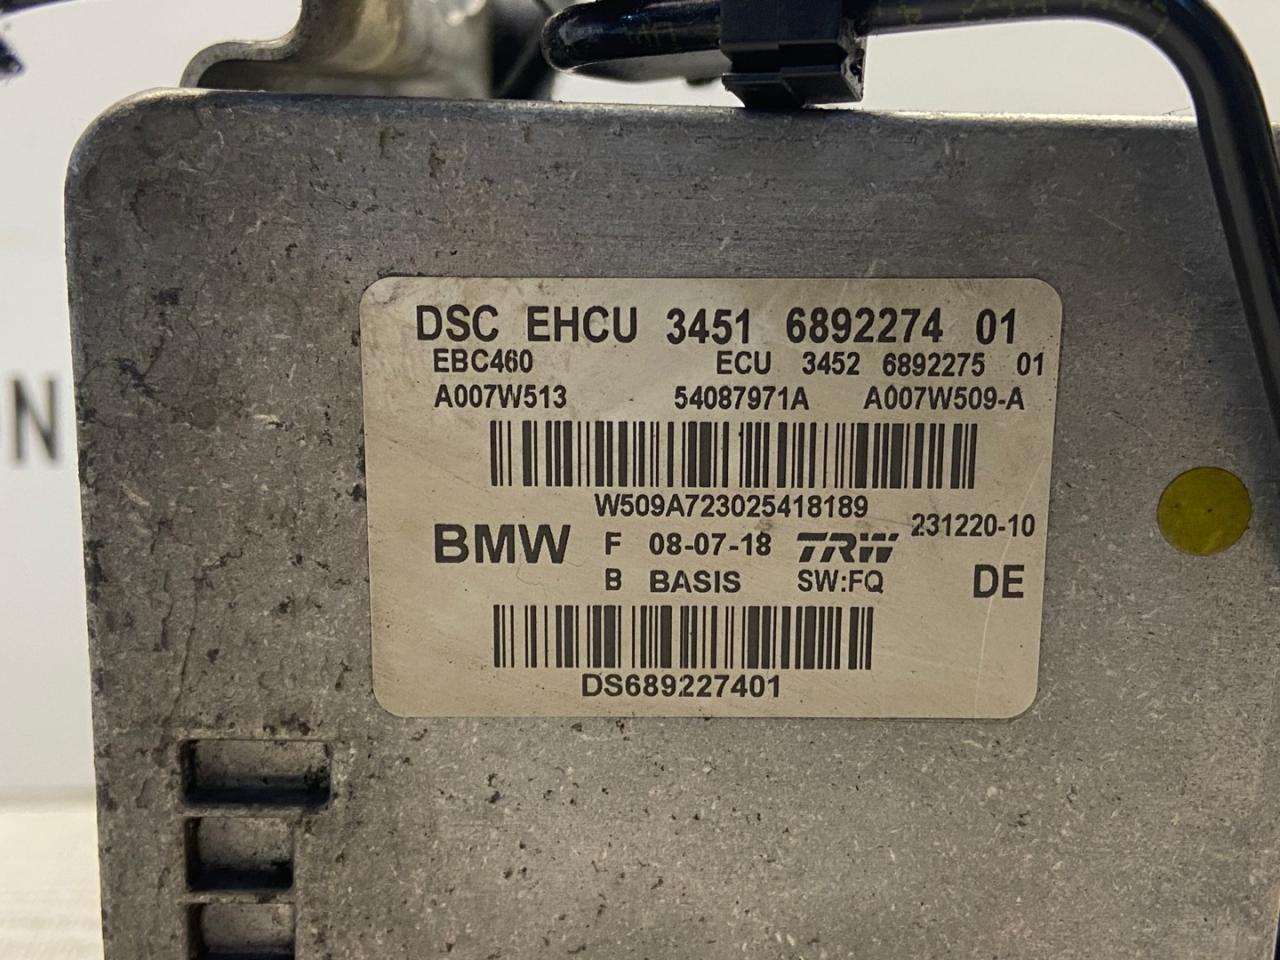 DSC EHCU 3451 6892274 01
EBC460 ECU 3452 6892275 01
A007W513 54087971A A007W509-A
W509A723025418189
231220-10
BMW F 08-07-18 TRW
B BASIS SW:FQ DE
DS689227401